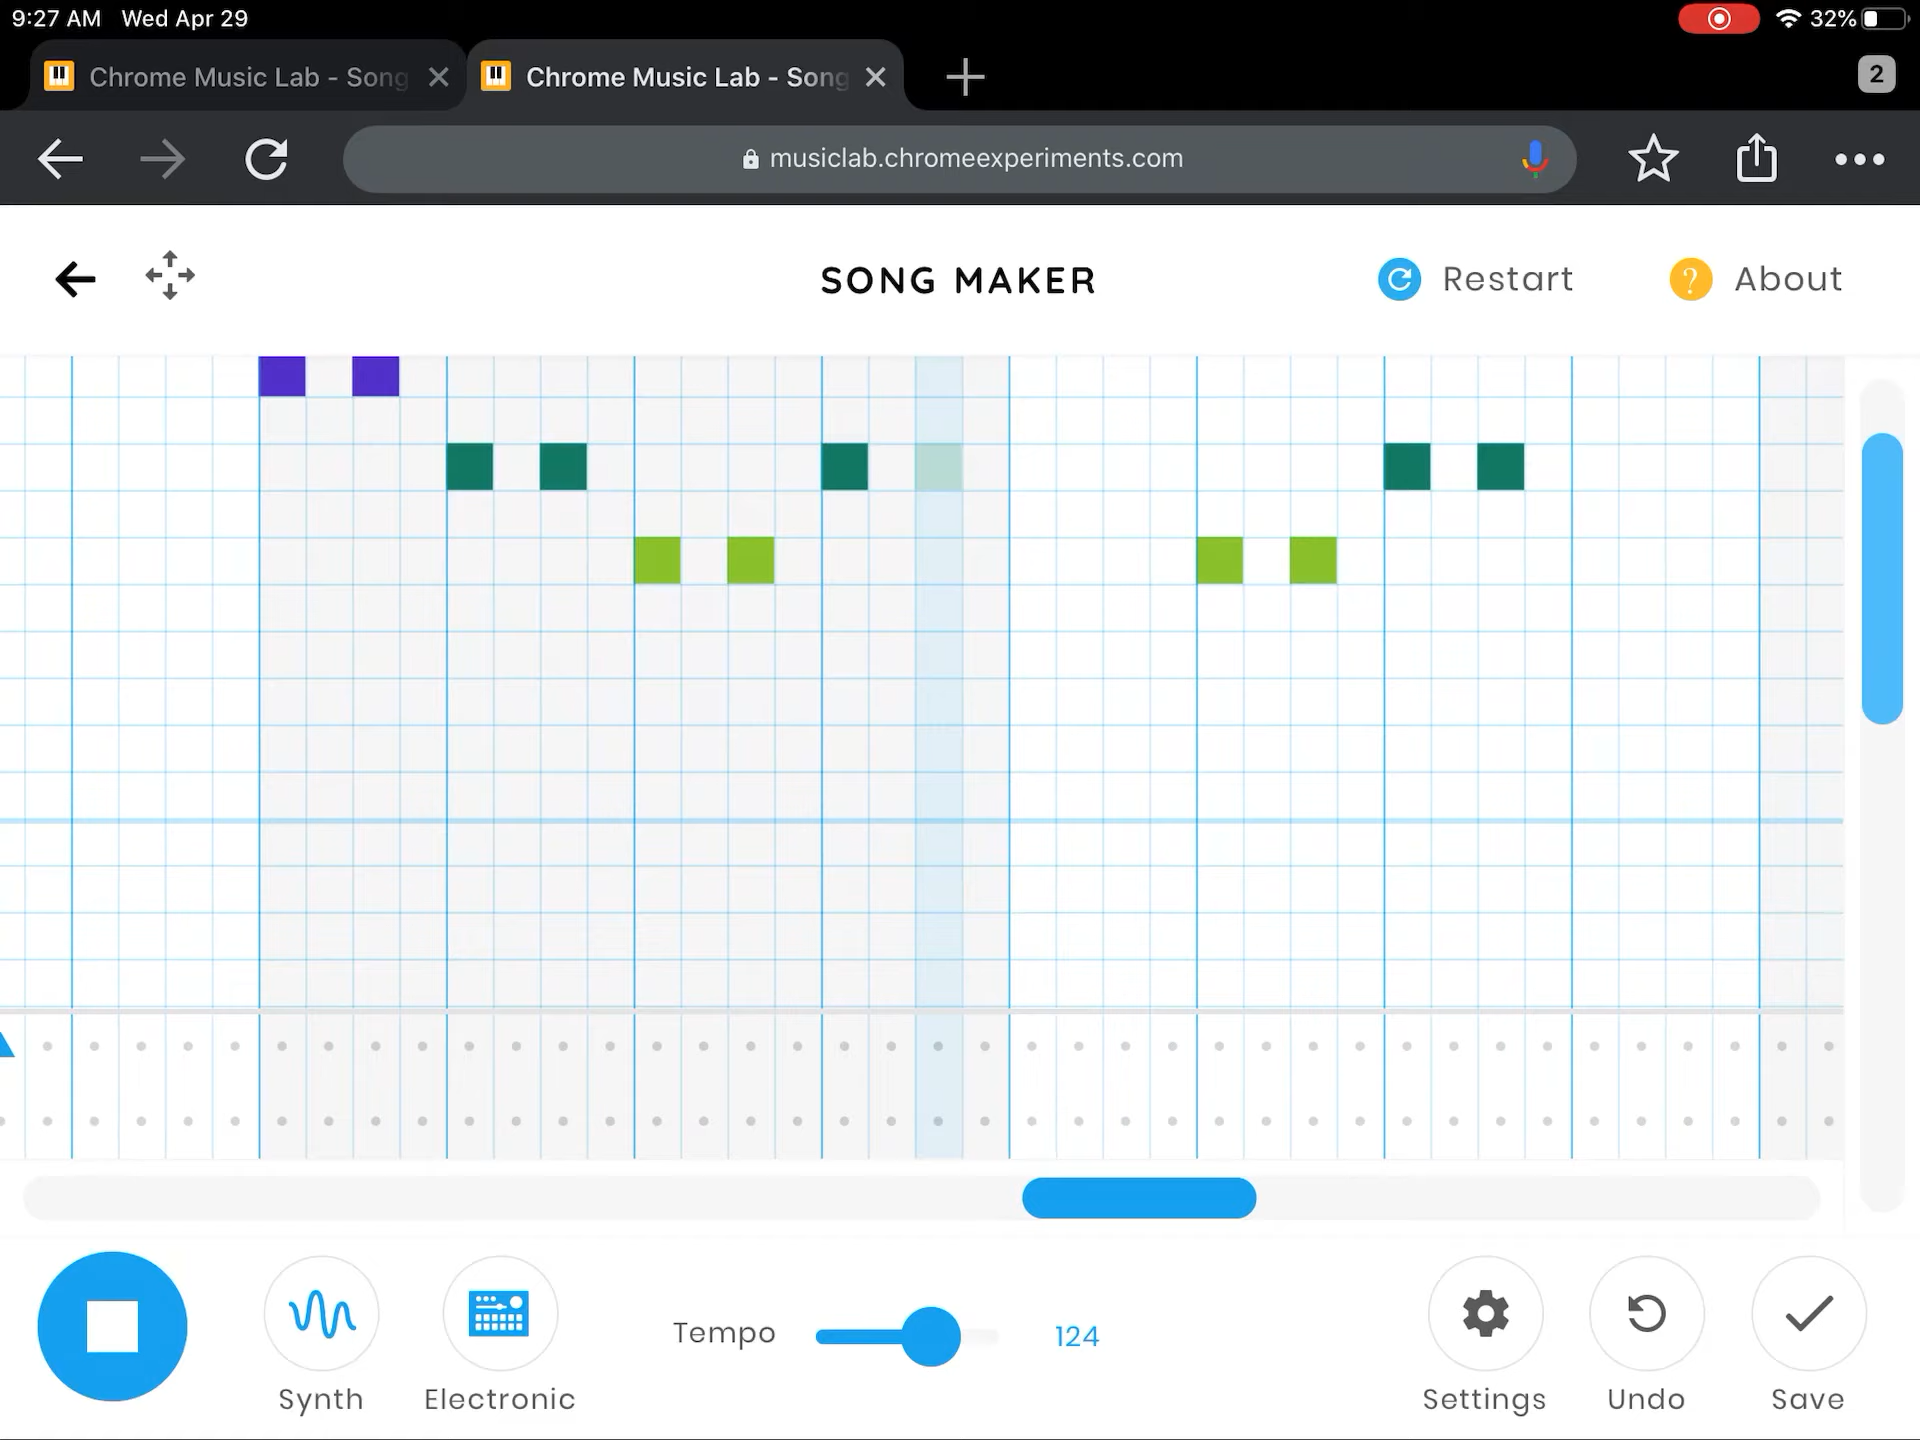 9:27 AM Wed Apr 29
32%
Chrome Music Lab - Song
Chrome Music Lab - Song
2
musiclab.chromeexperiments.com
SONG MAKER
Restart
? About
Tempo
124
Synth
Electronic
Settings
Undo
Save